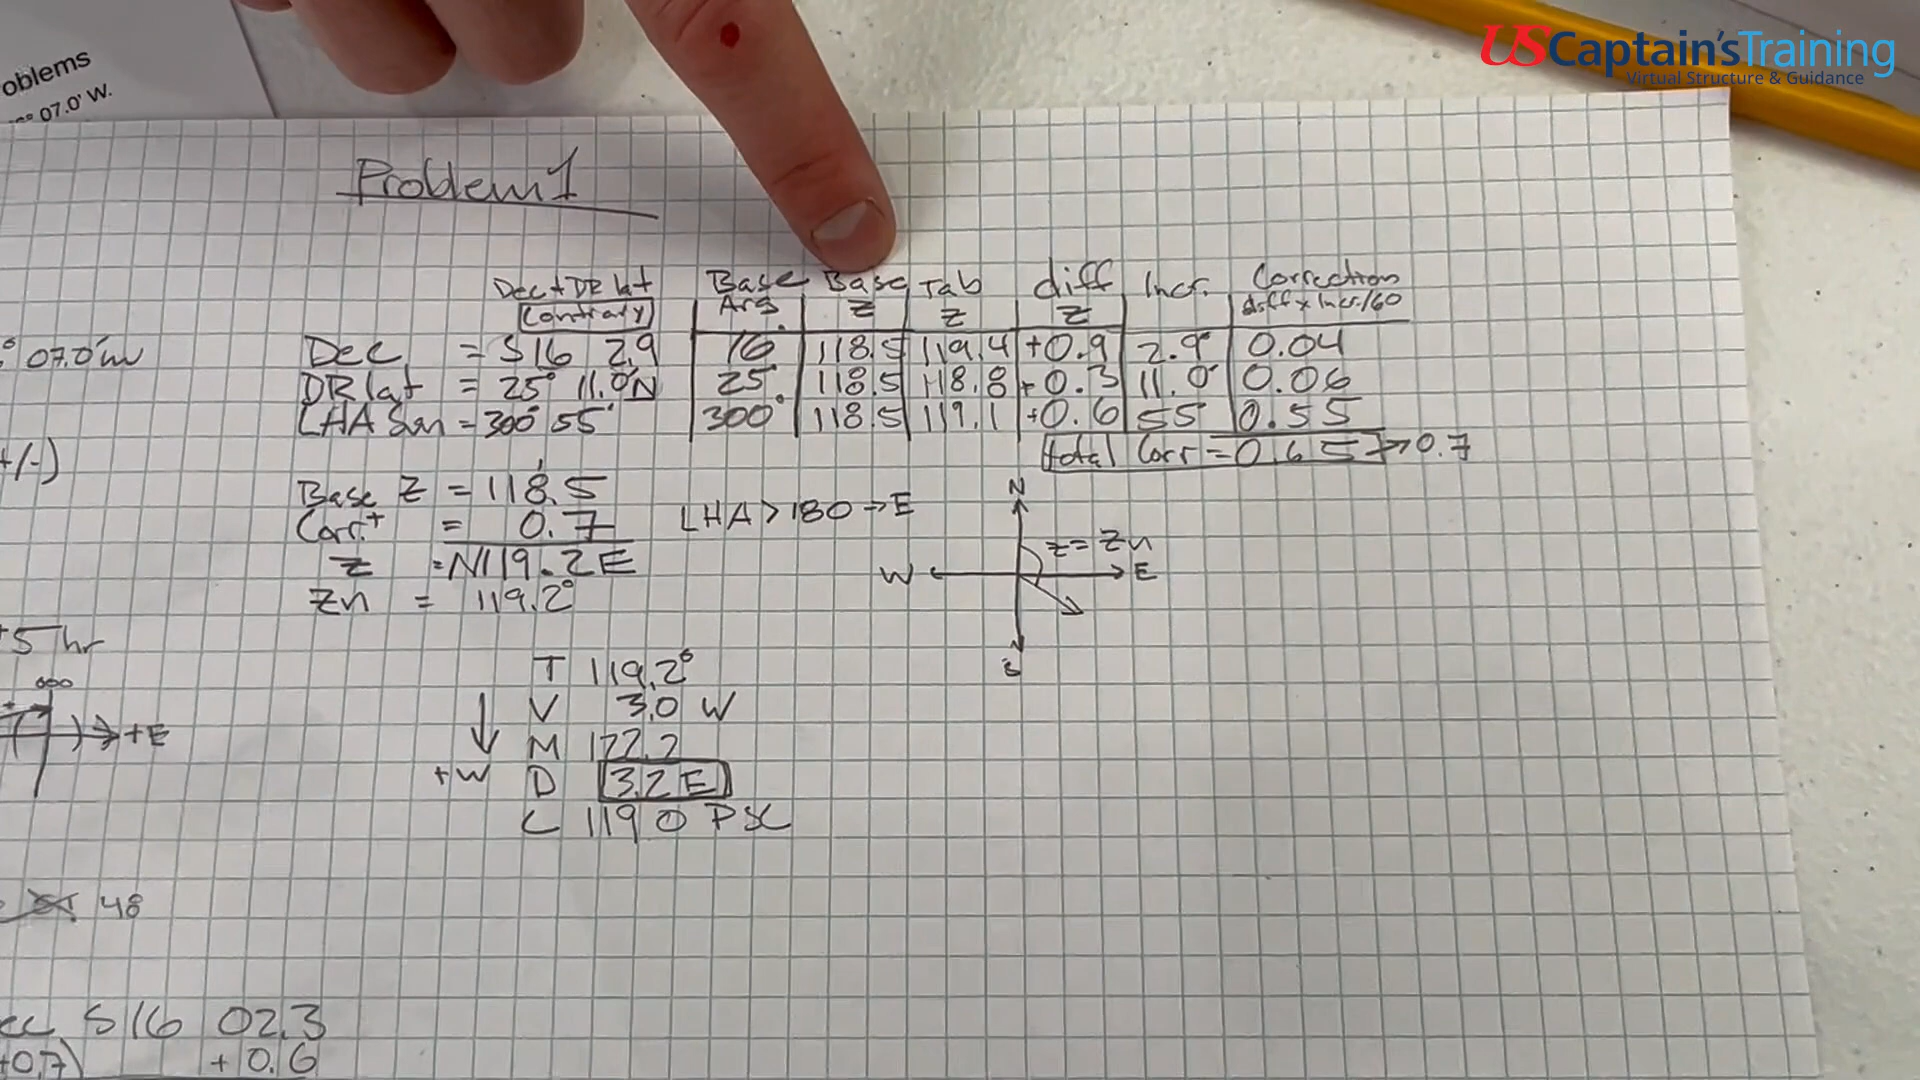 US Captain'sTraining
Virtual Structure & Guidance
oblems
07.0' W.
Problem 1
Dec + DR lat
Contrary
Base Arg.
Base Z
Tab Z
diff Z
Incr.
Correction
diff x Incr./60
° 07.0'W
Dec = S16 2.9 16 118.5 119.4 +0.9 2.9' 0.04
DR lat = 25° 11.0'N 25° 118.5 118.8 +0.3 11.0' 0.06
LHA Sun = 300° 55' 300° 118.5 119.1 +0.6 55' 0.55
total Corr = 0.65 → 0.7
+/-)
Base Z = 118.5
Corr.+ = 0.7
LHA > 180 → E
Z = N119.2E
Zn = 119.2°
N
Z = Zn
W
E
S
+5 hr
000
+E
T 119.2°
V 3.0 W
M 122.2
+W D 3.2 E
C 119.0 PSC
48
ec S 16 02.3
+0.7) +0.6